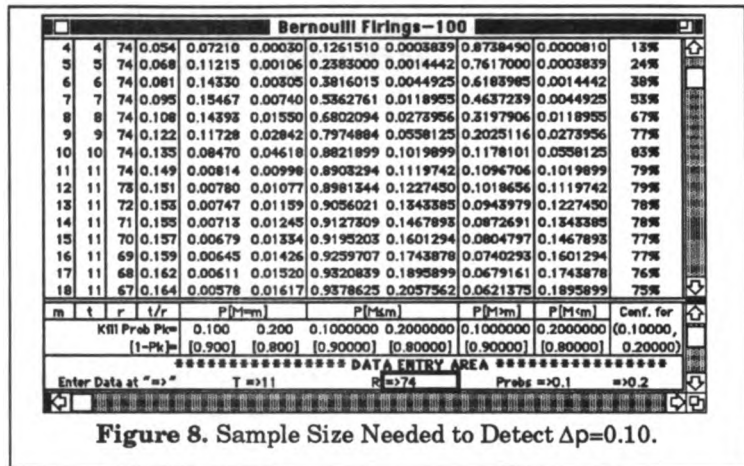 Bernoulli Firings-100
4 4 74 0.054 0.07210 0.00030 0.1261510 0.0003839 0.8738490 0.0000810 13%
5 5 74 0.068 0.11215 0.00106 0.2383000 0.0014442 0.7617000 0.0003839 24%
6 6 74 0.081 0.14330 0.00305 0.3816015 0.0044925 0.6183985 0.0014442 38%
7 7 74 0.095 0.15467 0.00740 0.5362761 0.0118955 0.4637239 0.0044925 53%
8 8 74 0.108 0.14393 0.01550 0.6802094 0.0273956 0.3197906 0.0118955 67%
9 9 74 0.122 0.11728 0.02842 0.7974884 0.0558125 0.2025116 0.0273956 77%
10 10 74 0.135 0.08470 0.04618 0.8821899 0.1019899 0.1178101 0.0558125 83%
11 11 74 0.149 0.00814 0.00998 0.8903294 0.1119742 0.1096706 0.1019899 79%
12 11 73 0.151 0.00780 0.01077 0.8981344 0.1227450 0.1018656 0.1119742 79%
13 11 72 0.153 0.00747 0.01159 0.9056021 0.1343385 0.0943979 0.1227450 78%
14 11 71 0.155 0.00713 0.01245 0.9127309 0.1467893 0.0872691 0.1343385 78%
15 11 70 0.157 0.00679 0.01334 0.9195203 0.1601294 0.0804797 0.1467893 77%
16 11 69 0.159 0.00645 0.01426 0.9259707 0.1743878 0.0740293 0.1601294 77%
17 11 68 0.162 0.00611 0.01520 0.9320839 0.1895899 0.0679161 0.1743878 76%
18 11 67 0.164 0.00578 0.01617 0.9378625 0.2057562 0.0621375 0.1895899 75%
m t r t/r P[M=m] P[M≤m] P[M>m] P[M<m] Conf. for
Kill Prob Pk= 0.100 0.200 0.1000000 0.2000000 0.1000000 0.2000000 (0.10000,
[1-Pk]= [0.900] [0.800] [0.90000] [0.80000] [0.90000] [0.80000] 0.20000)
****************** DATA ENTRY AREA ******************
Enter Data at "=>" T =>11 R =>74 Probs =>0.1 =>0.2
Figure 8. Sample Size Needed to Detect Δp=0.10.